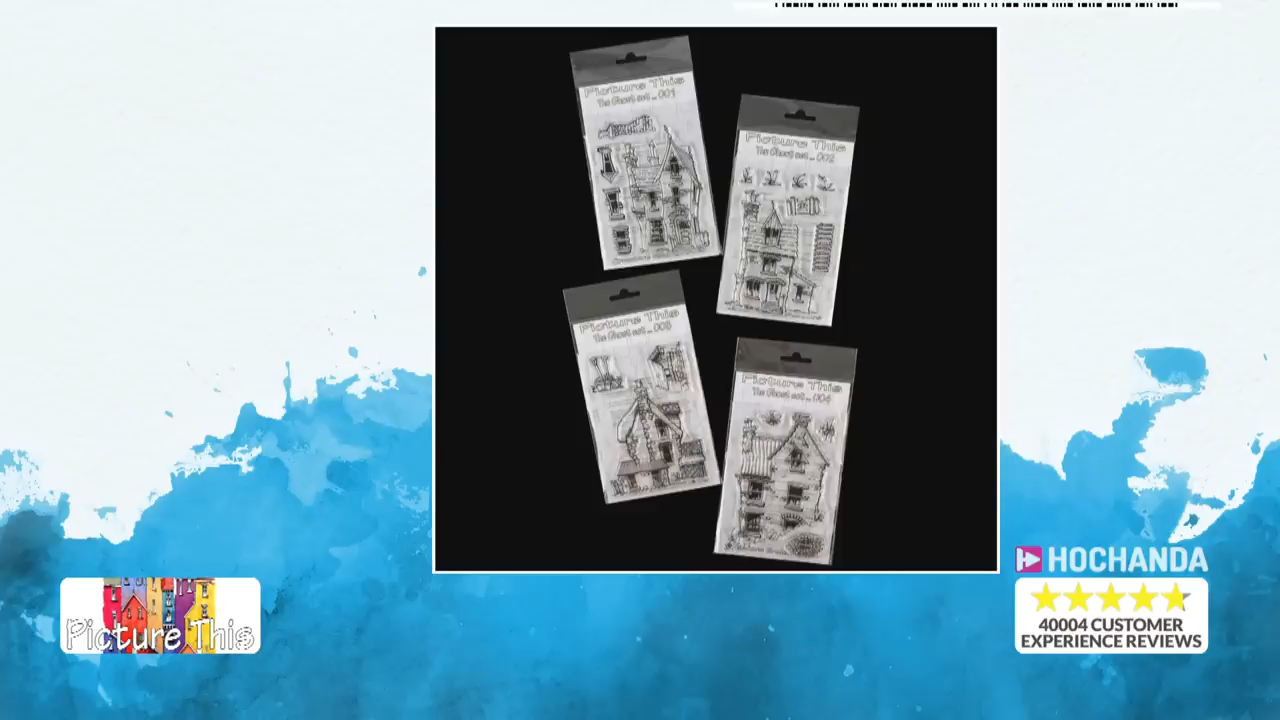 Picture This
The Ghost set _ 001
Picture This
The Ghost set _ 002
Picture This
The Ghost set _ 003
Picture This
The Ghost set _ 004
Picture This
HOCHANDA
40004 CUSTOMER
EXPERIENCE REVIEWS